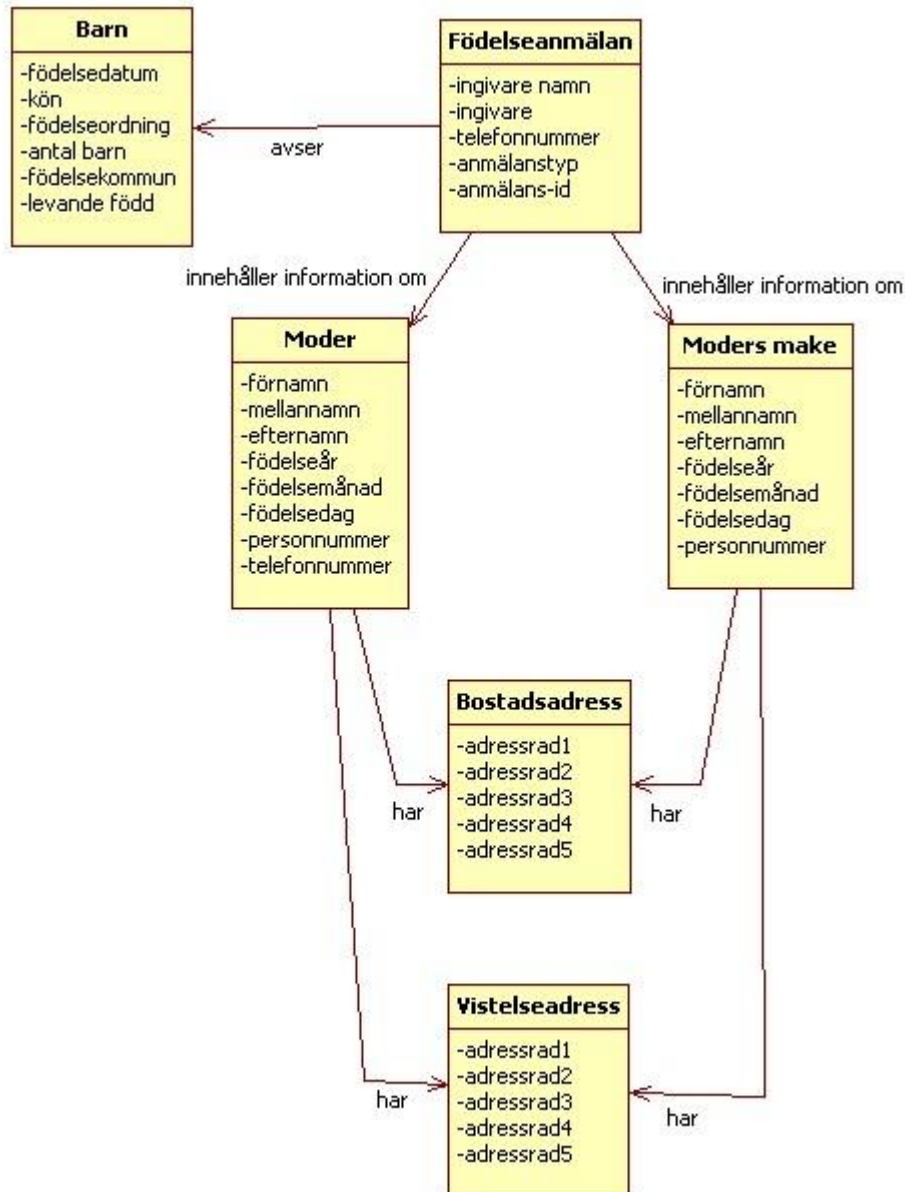 Barn
-födelsedatum
-kön
-födelseordning
-antal barn
-födelsekommun
-levande född
Födelseanmälan
-ingivare namn
-ingivare
-telefonnummer
-anmälanstyp
-anmälans-id
avser
innehåller information om
innehåller information om
Moder
-förnamn
-mellannamn
-efternamn
-födelseår
-födelsemånad
-födelsedag
-personnummer
-telefonnummer
Moders make
-förnamn
-mellannamn
-efternamn
-födelseår
-födelsemånad
-födelsedag
-personnummer
Bostadsadress
-adressrad1
-adressrad2
-adressrad3
-adressrad4
-adressrad5
har
har
Vistelseadress
-adressrad1
-adressrad2
-adressrad3
-adressrad4
-adressrad5
har
har